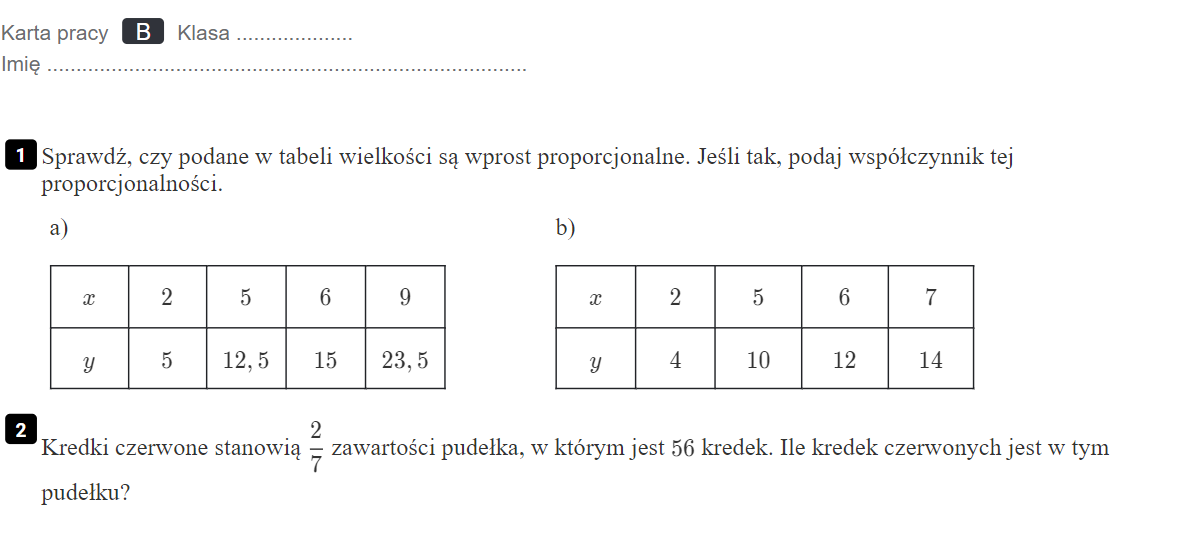 Karta pracy B Klasa ....................
Imię ..................................................................................
1 Sprawdź, czy podane w tabeli wielkości są wprost proporcjonalne. Jeśli tak, podaj współczynnik tej
proporcjonalności.
a) b)
x 2 5 6 9 x 2 5 6 7
y 5 12,5 15 23,5 y 4 10 12 14
2 Kredki czerwone stanowią 2/7 zawartości pudełka, w którym jest 56 kredek. Ile kredek czerwonych jest w tym
pudełku?